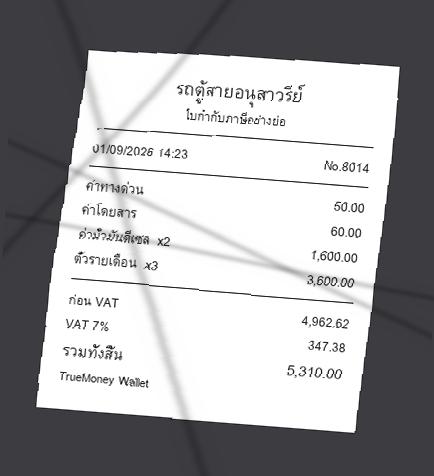 รถตู้สายอนุสาวรีย์
ใบกำกับภาษีอย่างย่อ
01/09/2026 14:23 No.8014
ค่าทางด่วน 50.00
ค่าโดยสาร 60.00
ค่าน้ำมันดีเซล x2 1,600.00
ตั๋วรายเดือน x3 3,600.00
ก่อน VAT 4,962.62
VAT 7% 347.38
รวมทั้งสิ้น 5,310.00
TrueMoney Wallet